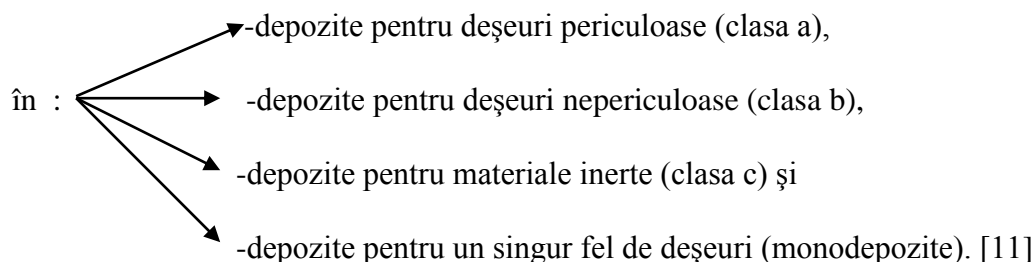 -depozite pentru deşeuri periculoase (clasa a),
în :
-depozite pentru deşeuri nepericuloase (clasa b),
-depozite pentru materiale inerte (clasa c) şi
-depozite pentru un singur fel de deşeuri (monodepozite). [11]